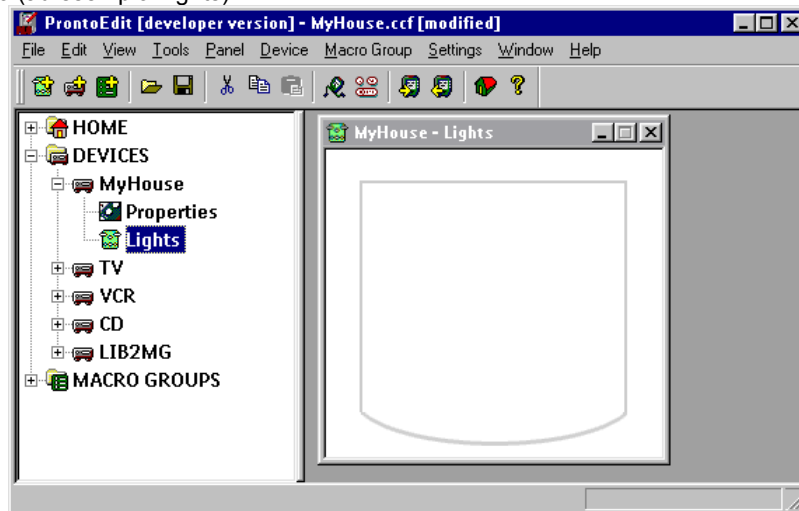 ProntoEdit [developer version] - MyHouse.ccf [modified]
File Edit View Tools Panel Device Macro Group Settings Window Help
HOME
DEVICES
MyHouse
Properties
Lights
TV
VCR
CD
LIB2MG
MACRO GROUPS
MyHouse - Lights